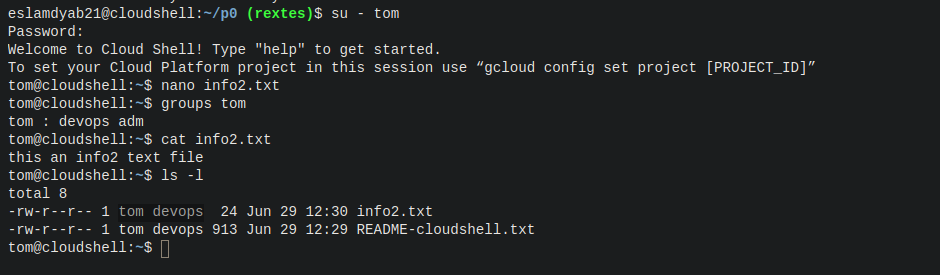 eslamdyab21@cloudshell:~/p0 (rextes)$ su - tom
Password:
Welcome to Cloud Shell! Type "help" to get started.
To set your Cloud Platform project in this session use “gcloud config set project [PROJECT_ID]”
tom@cloudshell:~$ nano info2.txt
tom@cloudshell:~$ groups tom
tom : devops adm
tom@cloudshell:~$ cat info2.txt
this an info2 text file
tom@cloudshell:~$ ls -l
total 8
-rw-r--r-- 1 tom devops  24 Jun 29 12:30 info2.txt
-rw-r--r-- 1 tom devops 913 Jun 29 12:29 README-cloudshell.txt
tom@cloudshell:~$